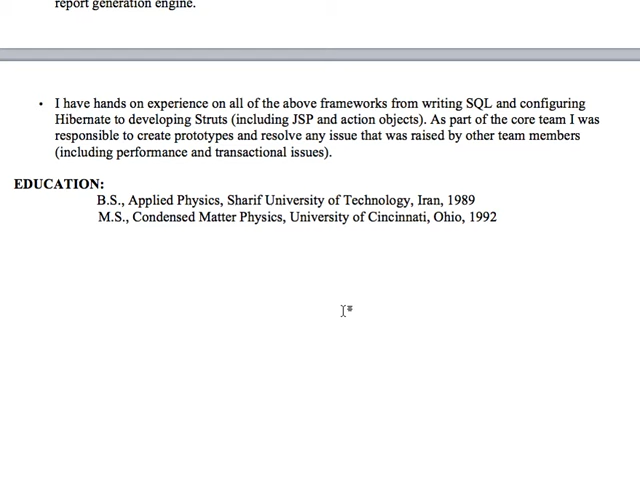 report generation engine.
• I have hands on experience on all of the above frameworks from writing SQL and configuring
Hibernate to developing Struts (including JSP and action objects). As part of the core team I was
responsible to create prototypes and resolve any issue that was raised by other team members
(including performance and transactional issues).
EDUCATION:
B.S., Applied Physics, Sharif University of Technology, Iran, 1989
M.S., Condensed Matter Physics, University of Cincinnati, Ohio, 1992